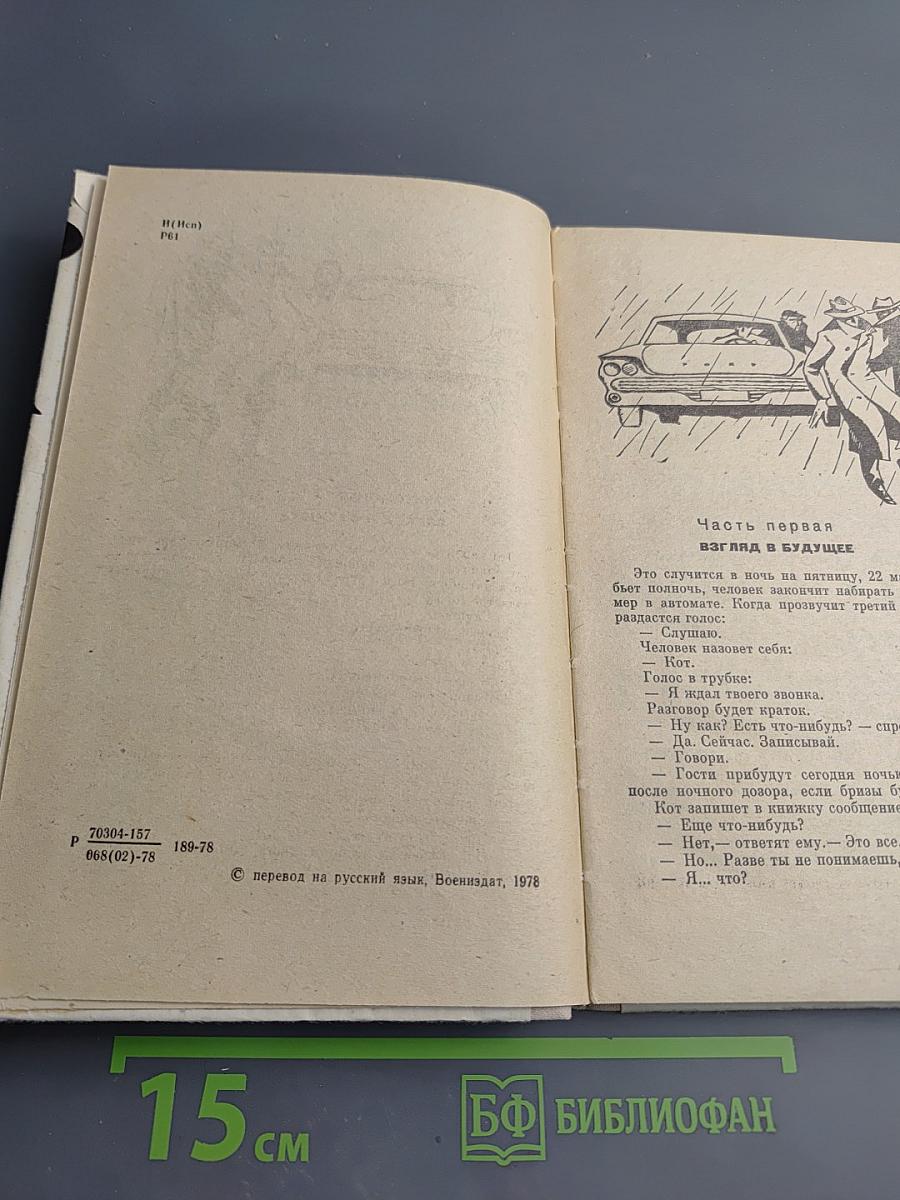 И(Исп)
Р61
Р 70304-157
068(02)-78 189-78
© перевод на русский язык, Воениздат, 1978
FORD
Часть первая
ВЗГЛЯД В БУДУЩЕЕ
Это случится в ночь на пятницу, 22
бьет полночь, человек закончит набирать
мер в автомате. Когда прозвучит третий
раздастся голос:
— Слушаю.
Человек назовет себя:
— Кот.
Голос в трубке:
— Я ждал твоего звонка.
Разговор будет краток.
— Ну как? Есть что-нибудь? —
— Да. Сейчас. Записывай.
— Говори.
— Гости прибудут сегодня
после ночного дозора, если бризы
Кот запишет в книжку сообщение
— Еще что-нибудь?
— Нет,— ответят ему.— Это все.
— Но... Разве ты не понимаешь,
— Я... что?
15 см
БФ БИБЛИОФАН